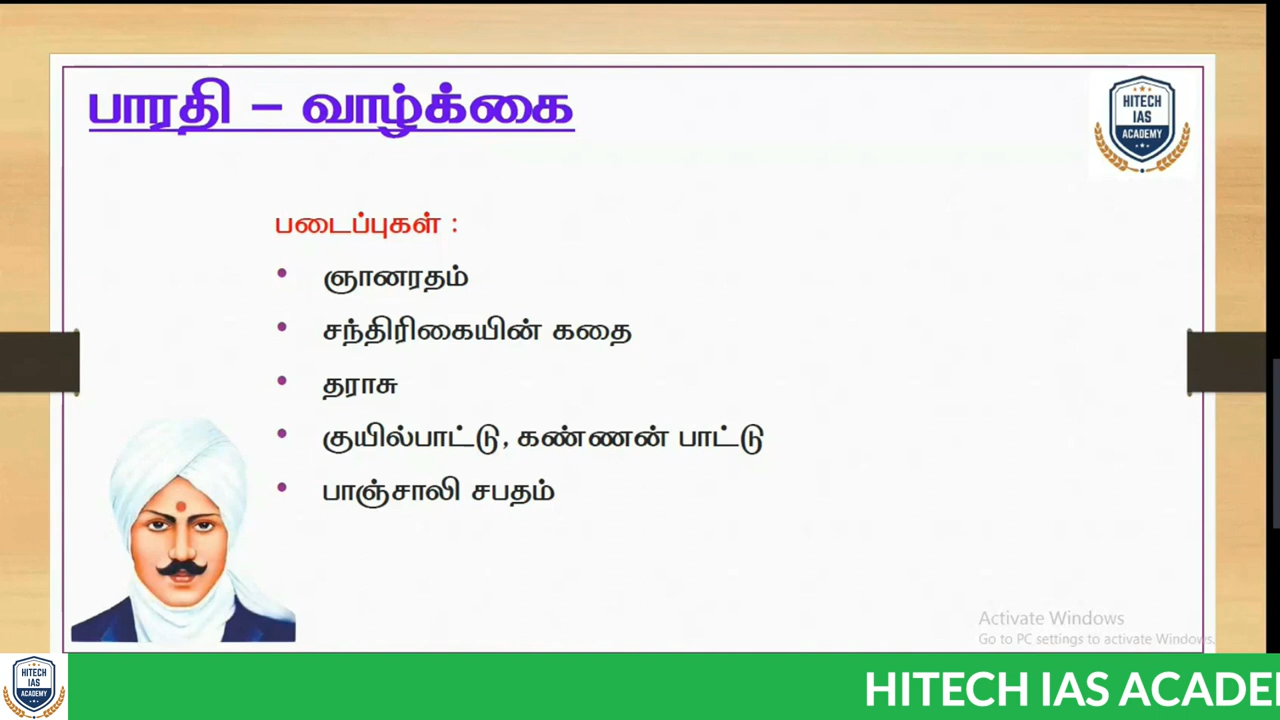 பாரதி – வாழ்க்கை
HITECH
IAS
ACADEMY
படைப்புகள் :
• ஞானரதம்
• சந்திரிகையின் கதை
• தராசு
• குயில்பாட்டு, கண்ணன் பாட்டு
• பாஞ்சாலி சபதம்
Activate Windows
Go to PC settings to activate Windows.
HITECH
IAS
ACADEMY
HITECH IAS ACADE